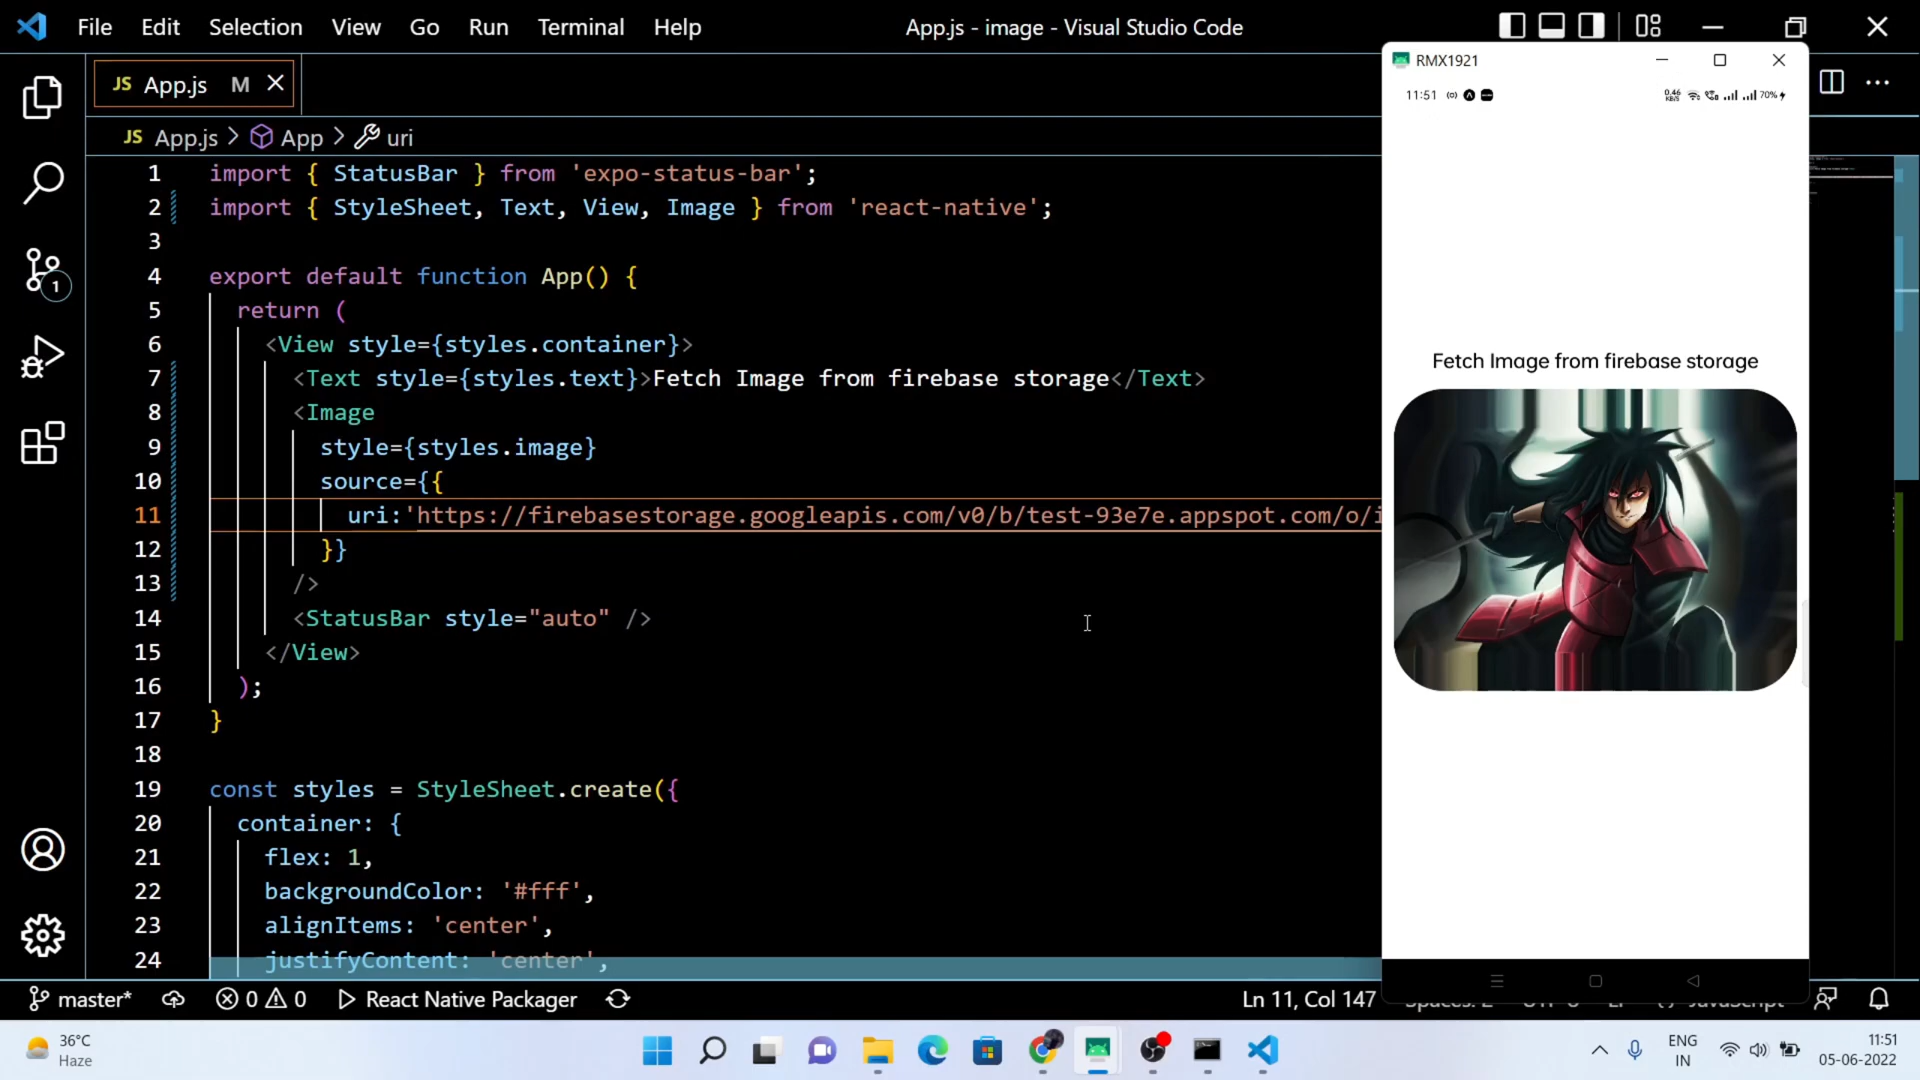 File Edit Selection View Go Run Terminal Help
App.js - image - Visual Studio Code
JS App.js M
JS App.js > App > uri
1 import { StatusBar } from 'expo-status-bar';
2 import { StyleSheet, Text, View, Image } from 'react-native';
3
4 export default function App() {
5 return (
6 <View style={styles.container}>
7 <Text style={styles.text}>Fetch Image from firebase storage</Text>
8 <Image
9 style={styles.image}
10 source={{
11 uri:'https://firebasestorage.googleapis.com/v0/b/test-93e7e.appspot.com/o/i
12 }}
13 />
14 <StatusBar style="auto" />
15 </View>
16 );
17 }
18
19 const styles = StyleSheet.create({
20 container: {
21 flex: 1,
22 backgroundColor: '#fff',
23 alignItems: 'center',
24 justifyContent: 'center',
1
RMX1921
11:51 0.46 KB/S 70%
Fetch Image from firebase storage
master* 0 0 React Native Packager Ln 11, Col 147
36°C
Haze
ENG
IN
11:51
05-06-2022